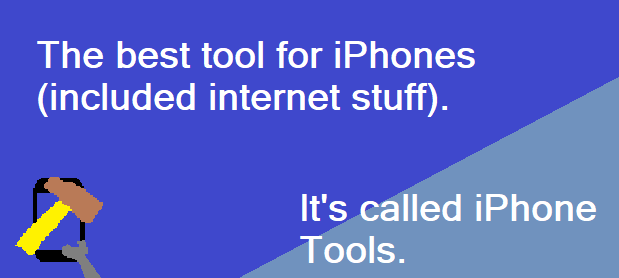 The best tool for iPhones
(included internet stuff).
It's called iPhone
Tools.